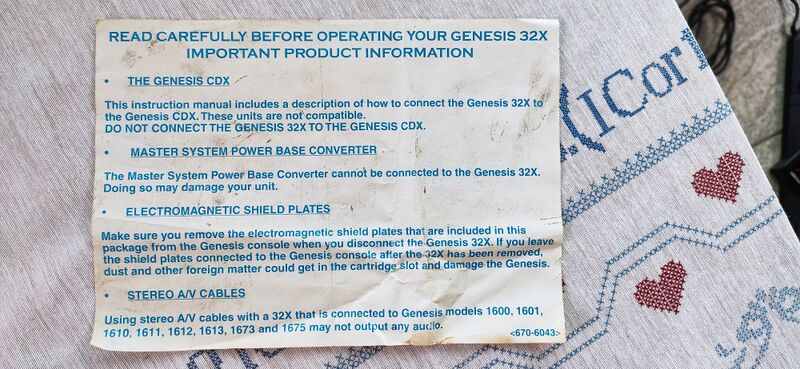 READ CAREFULLY BEFORE OPERATING YOUR GENESIS 32X
IMPORTANT PRODUCT INFORMATION
• THE GENESIS CDX
This instruction manual includes a description of how to connect the Genesis 32X to
the Genesis CDX. These units are not compatible.
DO NOT CONNECT THE GENESIS 32X TO THE GENESIS CDX.
• MASTER SYSTEM POWER BASE CONVERTER
The Master System Power Base Converter cannot be connected to the Genesis 32X.
Doing so may damage your unit.
• ELECTROMAGNETIC SHIELD PLATES
Make sure you remove the electromagnetic shield plates that are included in this
package from the Genesis console when you disconnect the Genesis 32X. If you leave
the shield plates connected to the Genesis console after the 32X has been removed,
dust and other foreign matter could get in the cartridge slot and damage the Genesis.
• STEREO A/V CABLES
Using stereo A/V cables with a 32X that is connected to Genesis models 1600, 1601,
1610, 1611, 1612, 1613, 1673 and 1675 may not output any audio.
<670-6043>
(1Cor1